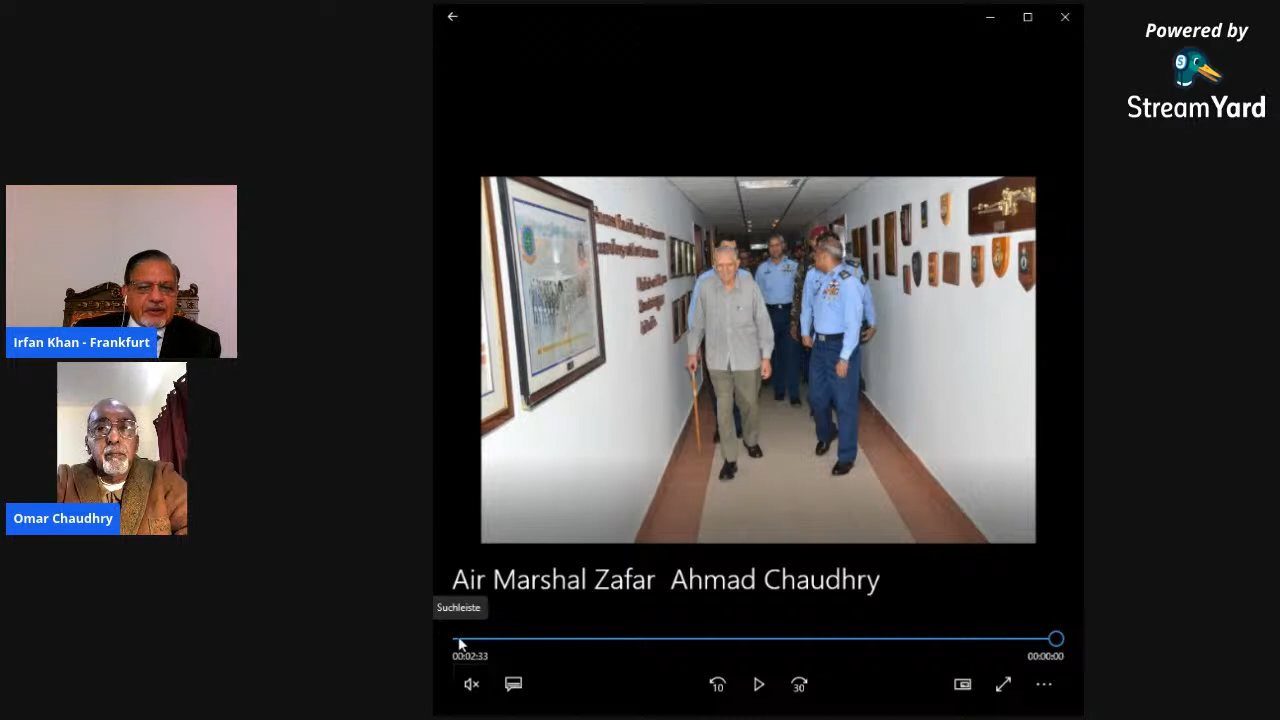 Powered by
StreamYard
Irfan Khan - Frankfurt
Omar Chaudhry
Air Marshal Zafar Ahmad Chaudhry
Suchleiste
00:02:33
00:00:00
10
30